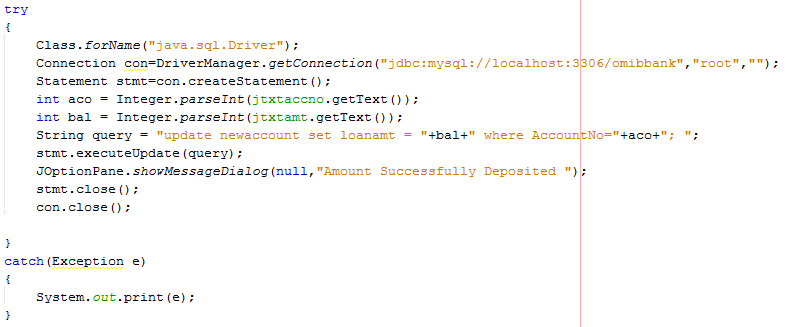 try
{
Class.forName("java.sql.Driver");
Connection con=DriverManager.getConnection("jdbc:mysql://localhost:3306/omibbank","root","");
Statement stmt=con.createStatement();
int aco = Integer.parseInt(jtxtaccno.getText());
int bal = Integer.parseInt(jtxtamt.getText());
String query = "update newaccount set loanamt = "+bal+" where AccountNo="+aco+"; ";
stmt.executeUpdate(query);
JOptionPane.showMessageDialog(null,"Amount Successfully Deposited ");
stmt.close();
con.close();
}
catch(Exception e)
{
System.out.print(e);
}